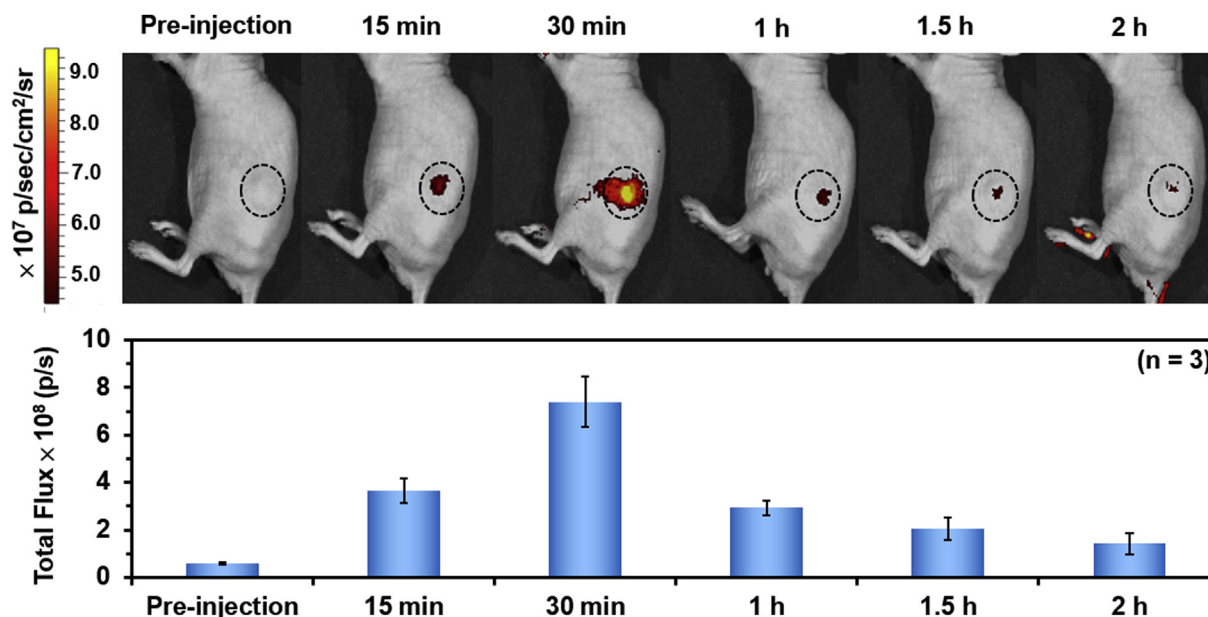 Pre-injection 15 min 30 min 1 h 1.5 h 2 h
× 10⁷ p/sec/cm²/sr
9.0
8.0
7.0
6.0
5.0
(n = 3)
Total Flux × 10⁸ (p/s)
10
8
6
4
2
0
Pre-injection 15 min 30 min 1 h 1.5 h 2 h